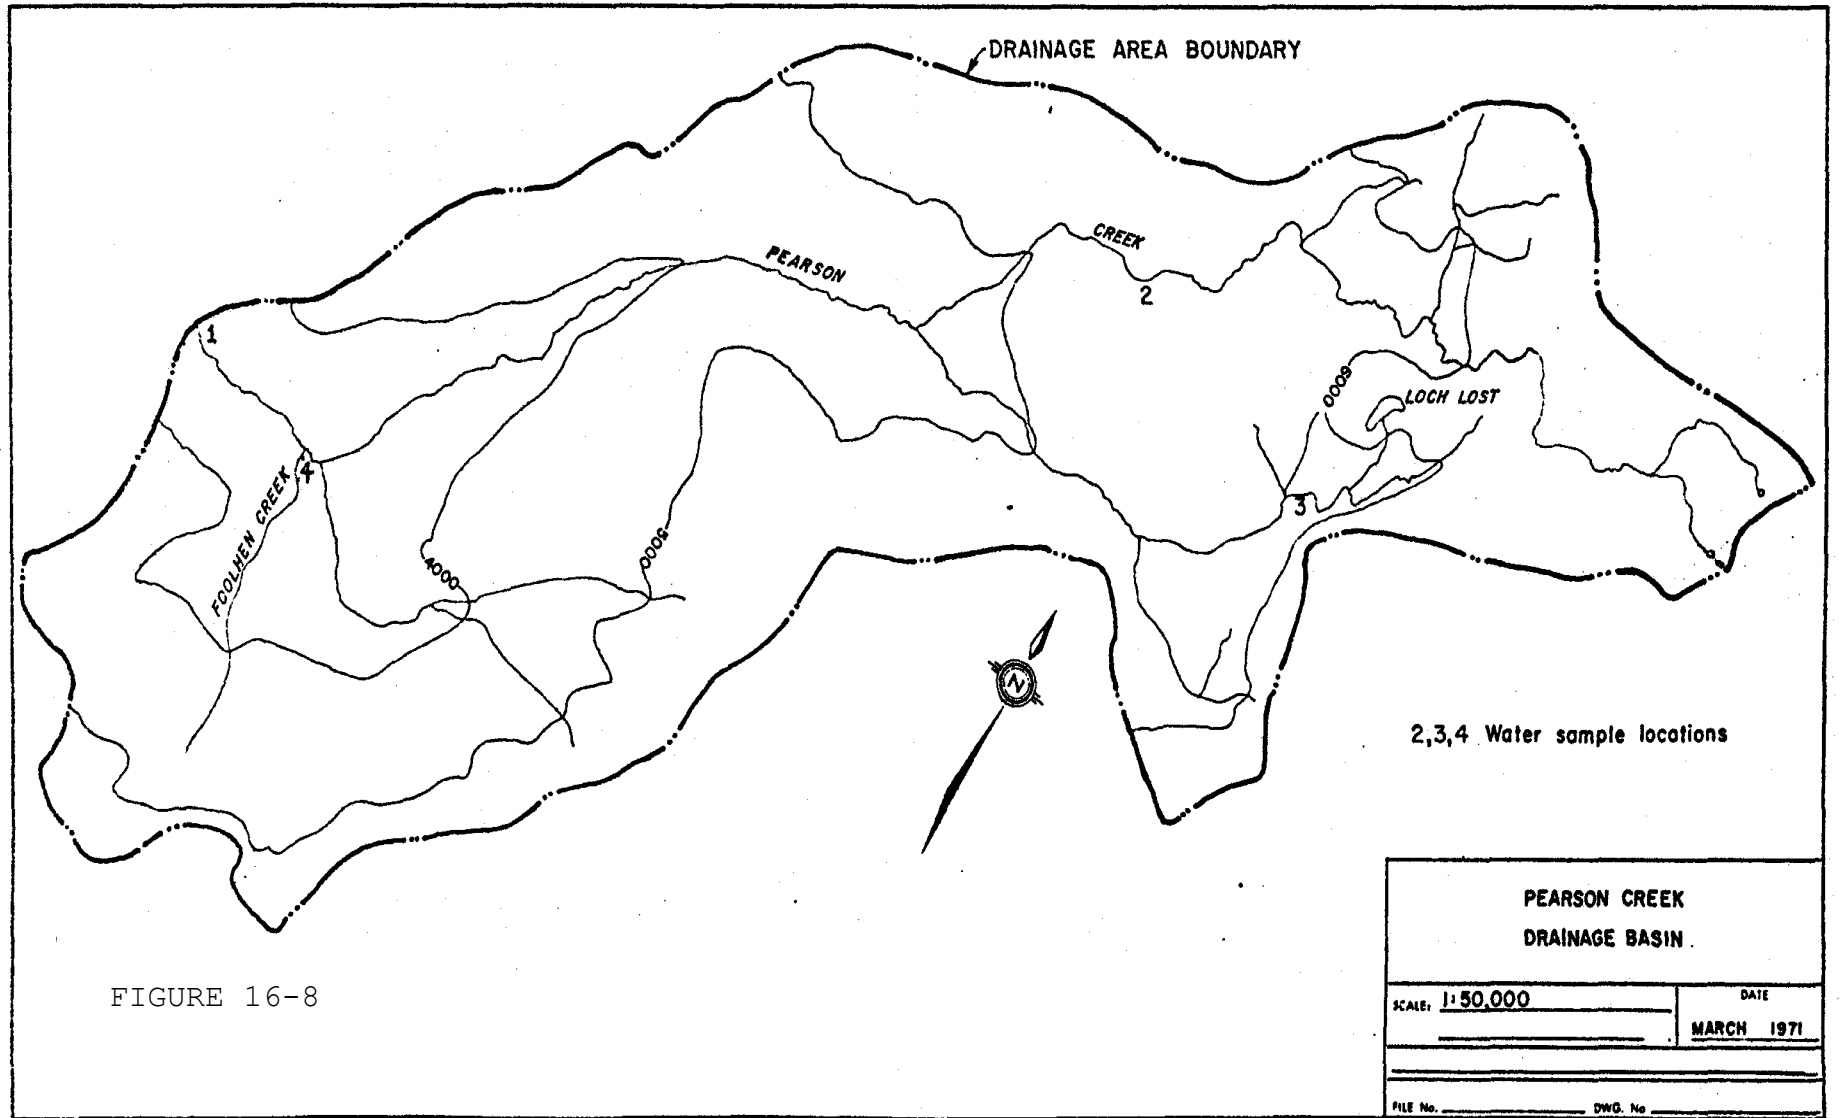 DRAINAGE AREA BOUNDARY
CREEK
PEARSON
2
1
6000
LOCH LOST
4
FOOLHEN CREEK
3
5000
4000
N
2,3,4 Water sample locations
PEARSON CREEK
DRAINAGE BASIN
FIGURE 16-8
SCALE: 1:50,000
DATE
MARCH 1971
FILE No.
DWG. No